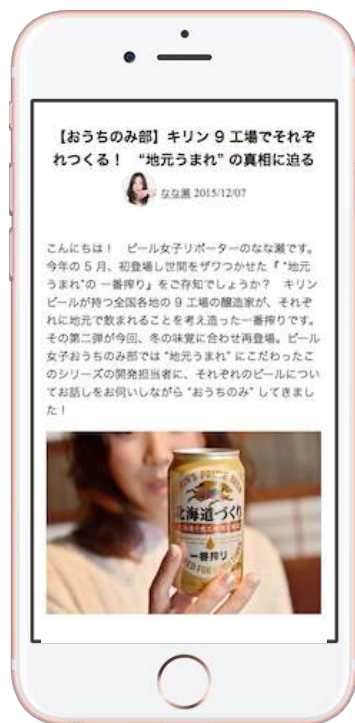 【おうちのみ部】キリン 9 工場でそれぞ
れつくる！ “地元うまれ” の真相に迫る
なな瀬 2015/12/07
こんにちは！ ビール女子リポーターのなな瀬です。
今年の 5 月、初登場し世間をザワつかせた『 “地元
うまれ”の 一番搾り』をご存知でしょうか？ キリン
ビールが持つ全国各地の 9 工場の醸造家が、それぞ
れに地元で飲まれることを考え造った一番搾りです。
その第二弾が今回、冬の味覚に合わせ再登場。ビール
女子おうちのみ部では “地元うまれ” にこだわったこ
のシリーズの開発担当者に、それぞれのビールについ
てお話しをお伺いしながら “おうちのみ” してきまし
た！
北海道づくり
一番搾り